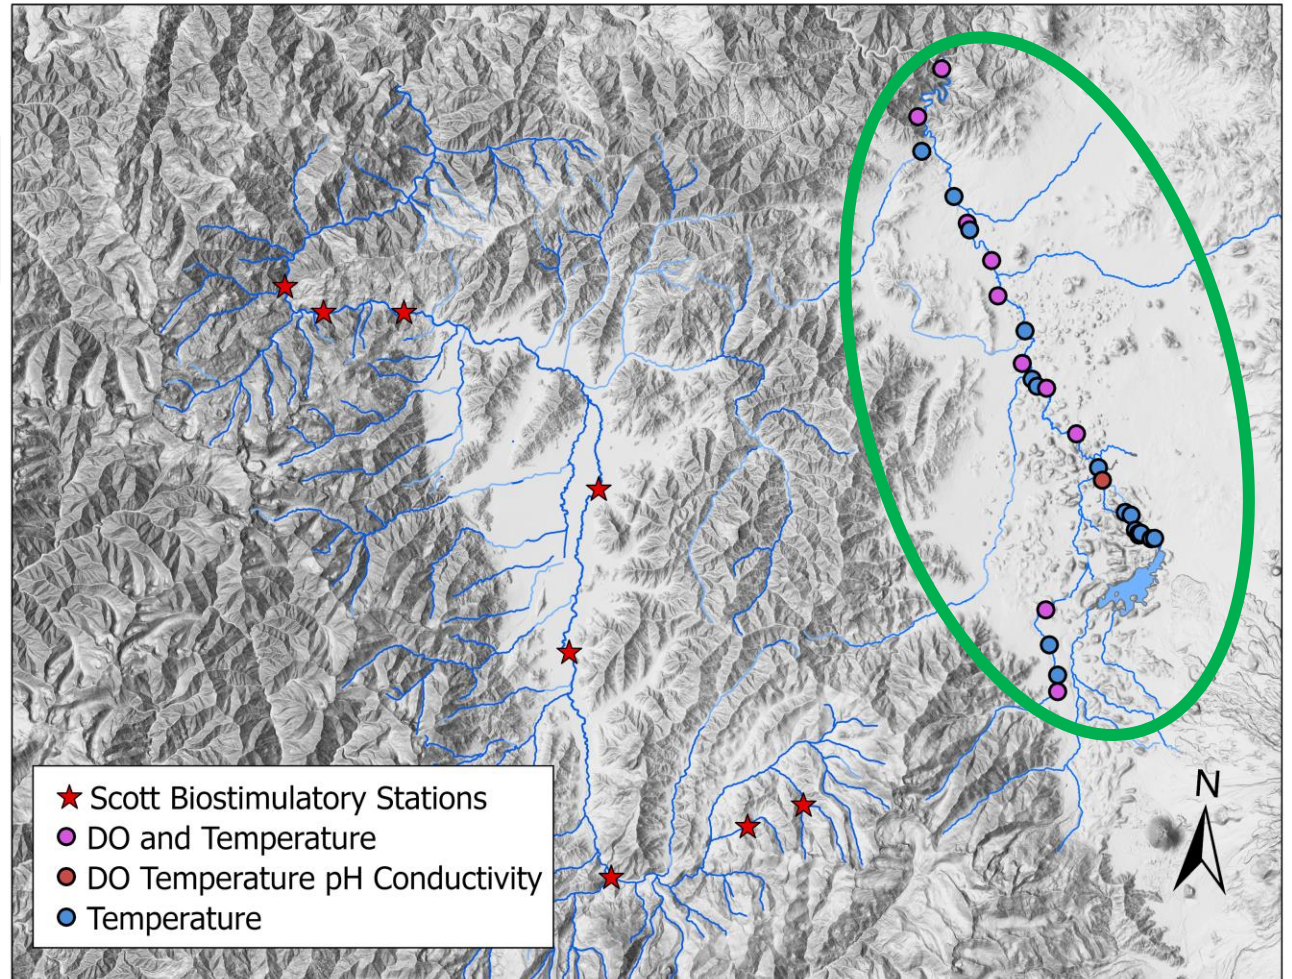 N
Scott Biostimulatory Stations
DO and Temperature
DO Temperature pH Conductivity
Temperature